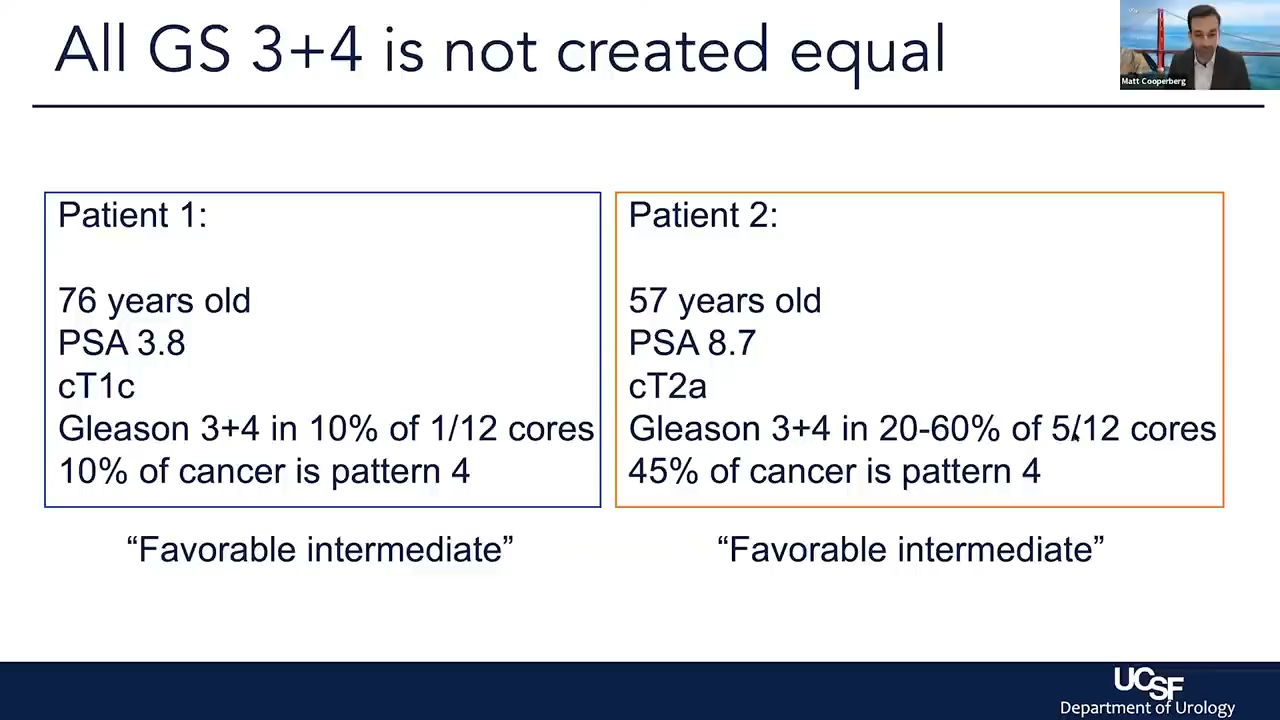 All GS 3+4 is not created equal
Matt Cooperberg
Patient 1:
76 years old
PSA 3.8
cT1c
Gleason 3+4 in 10% of 1/12 cores
10% of cancer is pattern 4
“Favorable intermediate”
Patient 2:
57 years old
PSA 8.7
cT2a
Gleason 3+4 in 20-60% of 5/12 cores
45% of cancer is pattern 4
“Favorable intermediate”
UCSF
Department of Urology